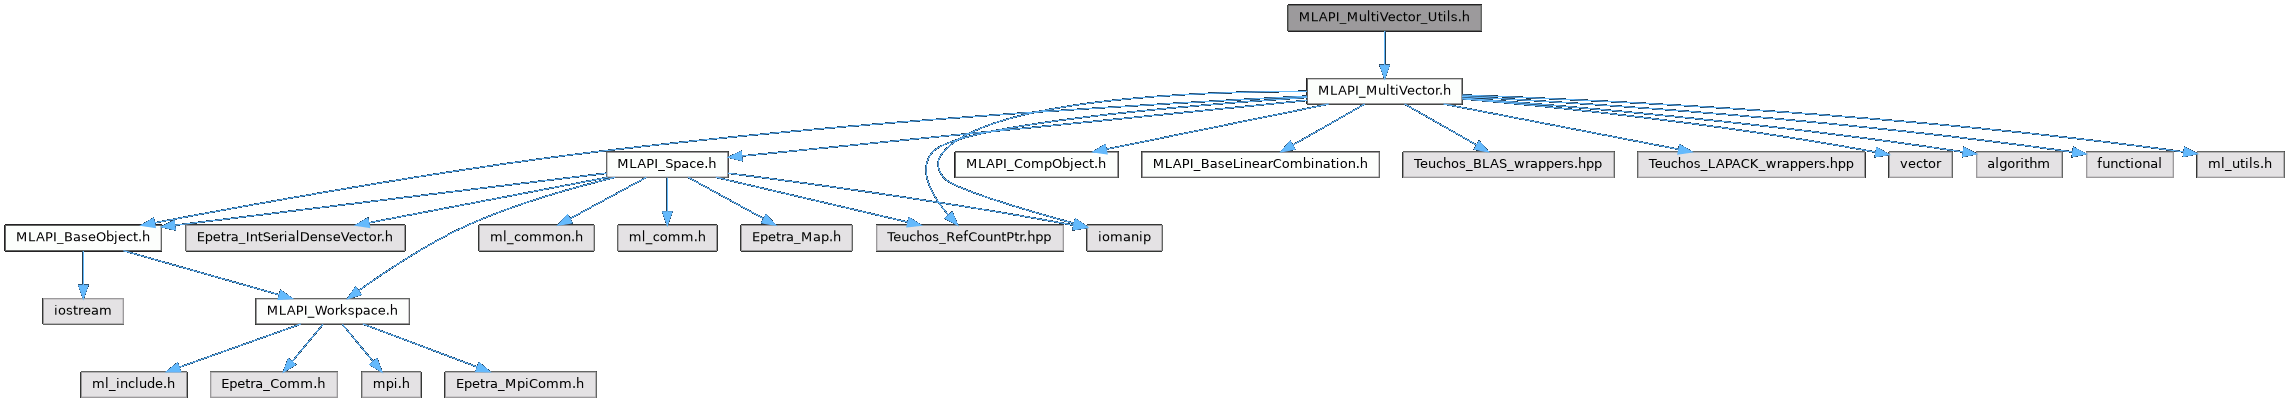 MLAPI_MultiVector_Utils.h
MLAPI_MultiVector.h
MLAPI_Space.h
MLAPI_CompObject.h
MLAPI_BaseLinearCombination.h
Teuchos_BLAS_wrappers.hpp
Teuchos_LAPACK_wrappers.hpp
vector
algorithm
functional
ml_utils.h
MLAPI_BaseObject.h
Epetra_IntSerialDenseVector.h
ml_common.h
ml_comm.h
Epetra_Map.h
Teuchos_RefCountPtr.hpp
iomanip
iostream
MLAPI_Workspace.h
ml_include.h
Epetra_Comm.h
mpi.h
Epetra_MpiComm.h